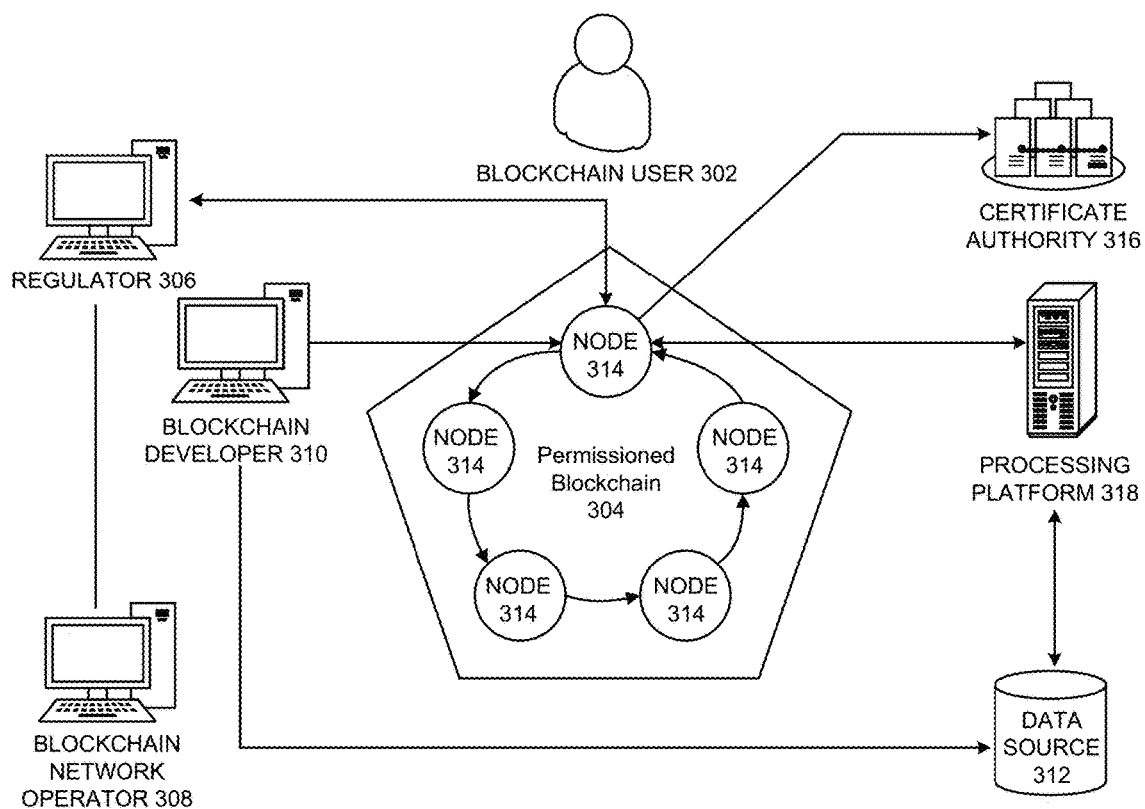 BLOCKCHAIN USER 302
CERTIFICATE
AUTHORITY 316
REGULATOR 306
NODE
314
BLOCKCHAIN
DEVELOPER 310
NODE
314
Permissioned
Blockchain
304
NODE
314
PROCESSING
PLATFORM 318
NODE
314
NODE
314
BLOCKCHAIN
NETWORK
OPERATOR 308
DATA
SOURCE
312